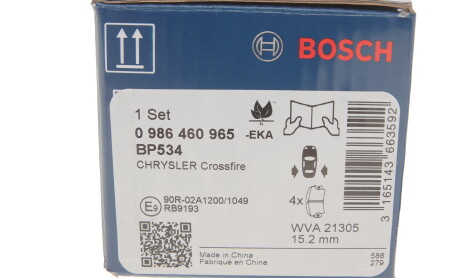 BOSCH
1 Set
0 986 460 965 -EKA
BP534
CHRYSLER Crossfire
4x
E9 90R-02A1200/1049
RB9193
WVA 21305
15.2 mm
Made in China
Fabriqué en Chine
586
279
3 165143 663592